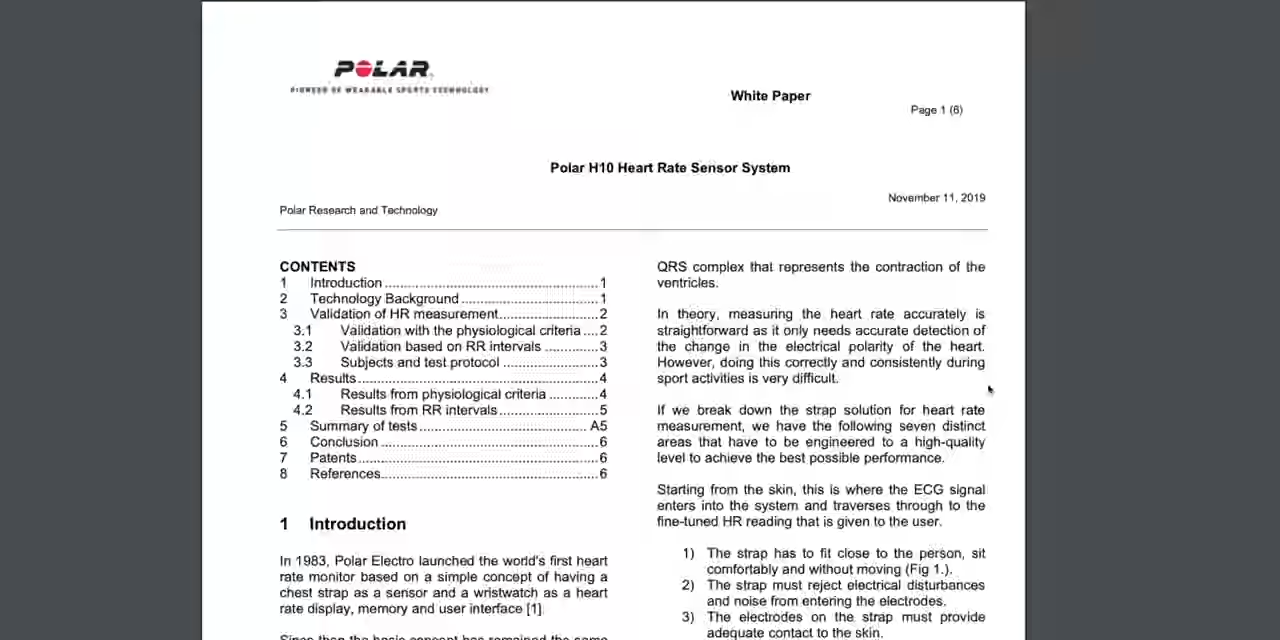 POLAR
PIONEER OF WEARABLE SPORTS TECHNOLOGY
White Paper
Page 1 (6)
Polar H10 Heart Rate Sensor System
November 11, 2019
Polar Research and Technology
CONTENTS
1 Introduction ........................................................ 1
2 Technology Background .................................... 1
3 Validation of HR measurement.......................... 2
3.1 Validation with the physiological criteria .... 2
3.2 Validation based on RR intervals .............. 3
3.3 Subjects and test protocol ........................ 3
4 Results............................................................... 4
4.1 Results from physiological criteria ............ 4
4.2 Results from RR intervals......................... 5
5 Summary of tests ............................................ A5
6 Conclusion ......................................................... 6
7 Patents............................................................... 6
8 References......................................................... 6
1 Introduction
In 1983, Polar Electro launched the world's first heart
rate monitor based on a simple concept of having a
chest strap as a sensor and a wristwatch as a heart
rate display, memory and user interface [1].
Since then the basic concept has remained the same
QRS complex that represents the contraction of the
ventricles.
In theory, measuring the heart rate accurately is
straightforward as it only needs accurate detection of
the change in the electrical polarity of the heart.
However, doing this correctly and consistently during
sport activities is very difficult.
If we break down the strap solution for heart rate
measurement, we have the following seven distinct
areas that have to be engineered to a high-quality
level to achieve the best possible performance.
Starting from the skin, this is where the ECG signal
enters into the system and traverses through to the
fine-tuned HR reading that is given to the user.
1) The strap has to fit close to the person, sit
comfortably and without moving (Fig 1.).
2) The strap must reject electrical disturbances
and noise from entering the electrodes.
3) The electrodes on the strap must provide
adequate contact to the skin.